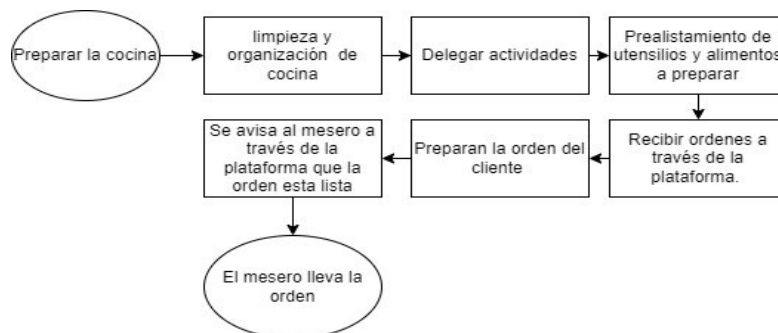 Preparar la cocina
limpieza y
organización de
cocina
Delegar actividades
Prealistamiento de
utensilios y alimentos
a preparar
Recibir ordenes a
través de la
plataforma.
Preparan la orden del
cliente
Se avisa al mesero a
través de la
plataforma que la
orden esta lista
El mesero lleva la
orden